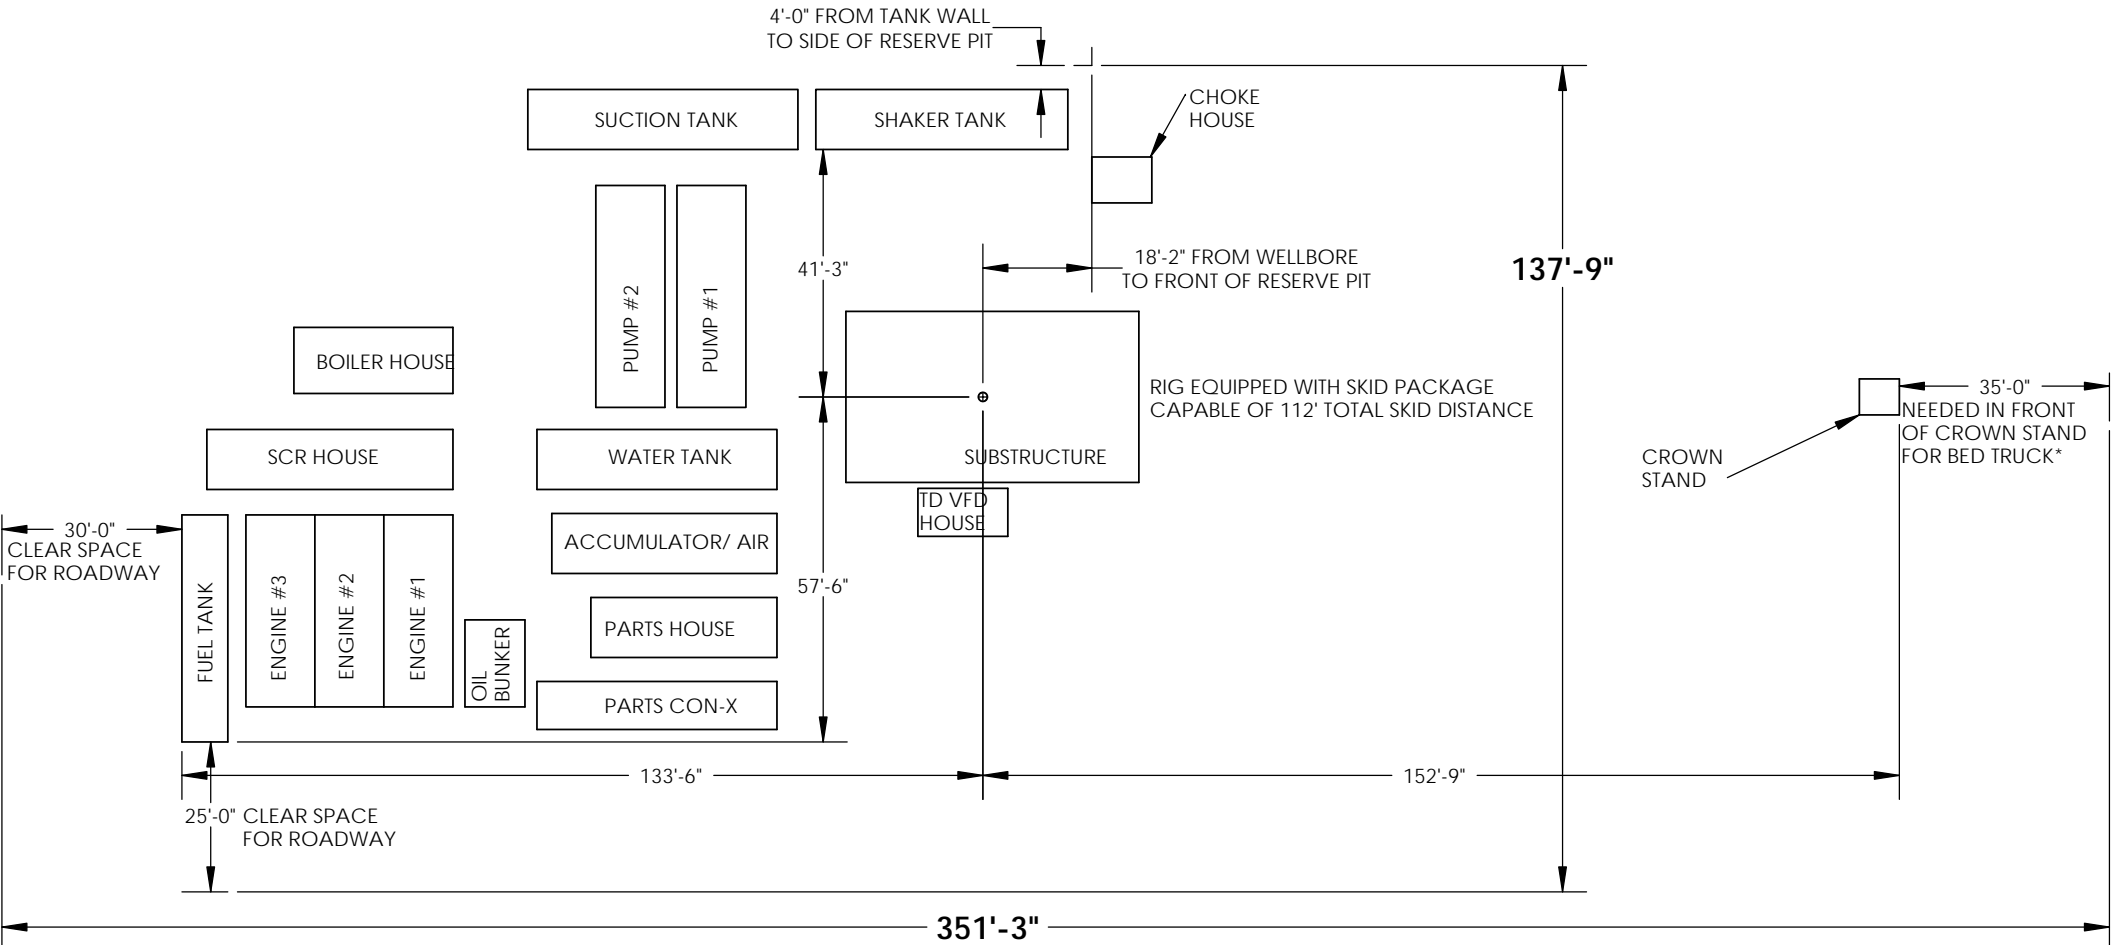 4'-0" FROM TANK WALL
TO SIDE OF RESERVE PIT
SUCTION TANK
SHAKER TANK
CHOKE
HOUSE
41'-3"
18'-2" FROM WELLBORE
TO FRONT OF RESERVE PIT
137'-9"
PUMP #2
PUMP #1
BOILER HOUSE
RIG EQUIPPED WITH SKID PACKAGE
CAPABLE OF 112' TOTAL SKID DISTANCE
35'-0"
NEEDED IN FRONT
OF CROWN STAND
FOR BED TRUCK*
CROWN
STAND
SCR HOUSE
WATER TANK
SUBSTRUCTURE
TD VFD
HOUSE
30'-0"
CLEAR SPACE
FOR ROADWAY
ACCUMULATOR/ AIR
57'-6"
FUEL TANK
ENGINE #3
ENGINE #2
ENGINE #1
OIL
BUNKER
PARTS HOUSE
PARTS CON-X
133'-6"
152'-9"
25'-0" CLEAR SPACE
FOR ROADWAY
351'-3"